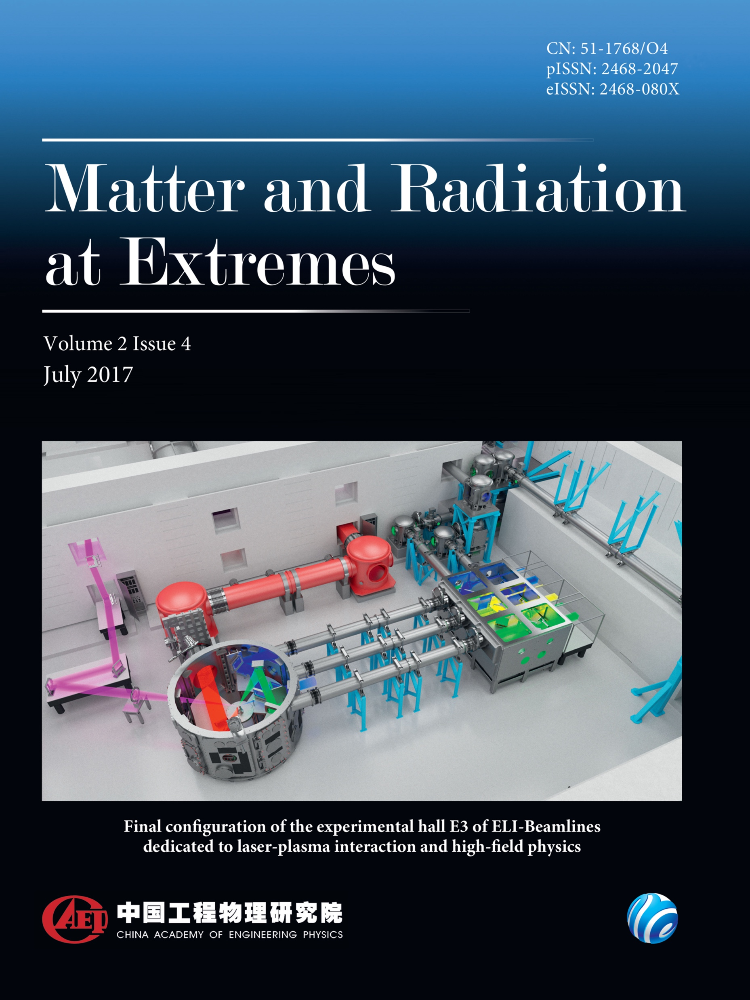 CN: 51-1768/O4
pISSN: 2468-2047
eISSN: 2468-080X
Matter and Radiation
at Extremes
Volume 2 Issue 4
July 2017
Final configuration of the experimental hall E3 of ELI-Beamlines
dedicated to laser-plasma interaction and high-field physics
CAEP
中国工程物理研究院
CHINA ACADEMY OF ENGINEERING PHYSICS